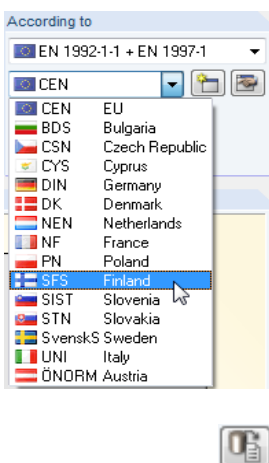 According to
EN 1992-1-1 + EN 1997-1
CEN
CEN EU
BDS Bulgaria
CSN Czech Republic
CYS Cyprus
DIN Germany
DK Denmark
NEN Netherlands
NF France
PN Poland
SFS Finland
SIST Slovenia
STN Slovakia
SvenskS Sweden
UNI Italy
ÖNORM Austria